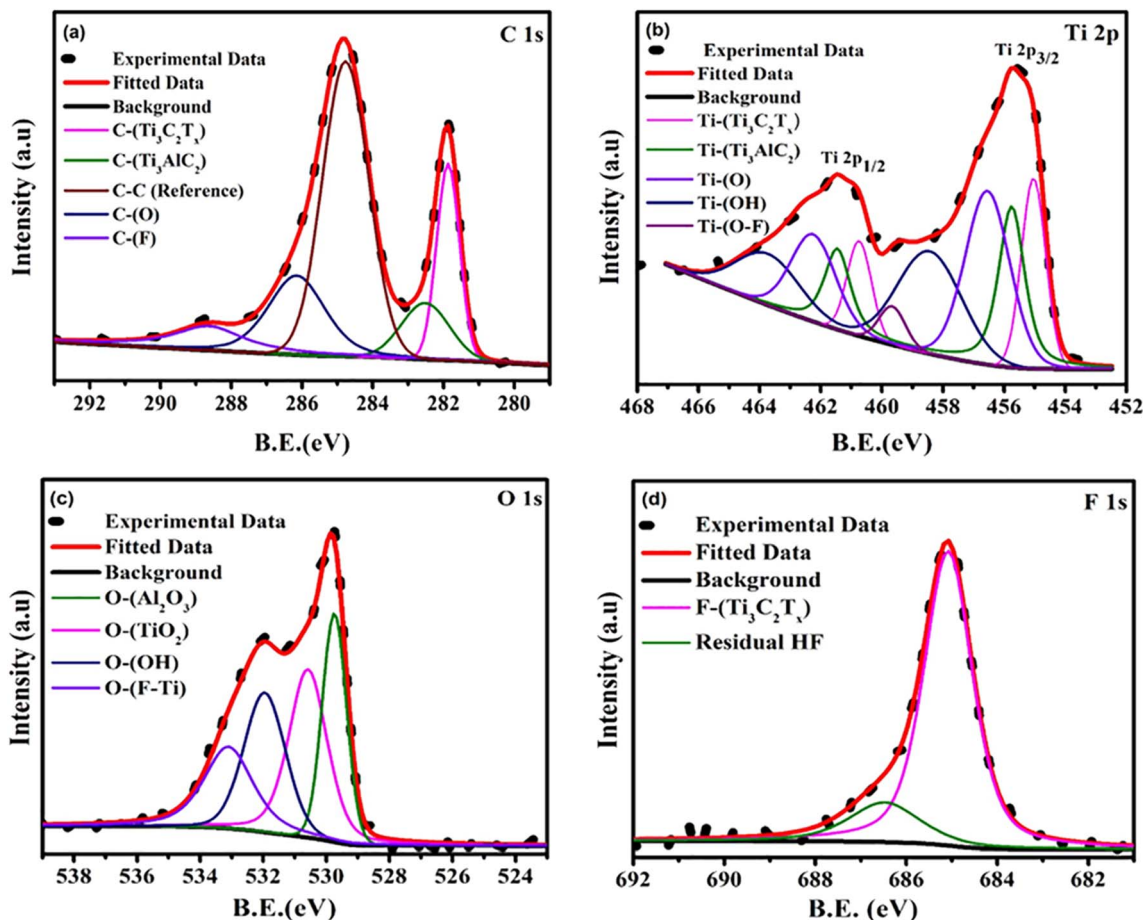 (a)
C 1s
Experimental Data
Fitted Data
Background
C-(Ti₃C₂Tₓ)
C-(Ti₃AlC₂)
C-C (Reference)
C-(O)
C-(F)
Intensity (a.u)
292 290 288 286 284 282 280
B.E.(eV)
(b)
Ti 2p
Experimental Data
Fitted Data
Background
Ti-(Ti₃C₂Tₓ)
Ti-(Ti₃AlC₂)
Ti-(O)
Ti-(OH)
Ti-(O-F)
Ti 2p₃/₂
Ti 2p₁/₂
Intensity (a.u)
468 466 464 462 460 458 456 454 452
B.E.(eV)
(c)
O 1s
Experimental Data
Fitted Data
Background
O-(Al₂O₃)
O-(TiO₂)
O-(OH)
O-(F-Ti)
Intensity (a.u)
538 536 534 532 530 528 526 524
B.E.(eV)
(d)
F 1s
Experimental Data
Fitted Data
Background
F-(Ti₃C₂Tₓ)
Residual HF
Intensity (a.u)
692 690 688 686 684 682
B.E. (eV)